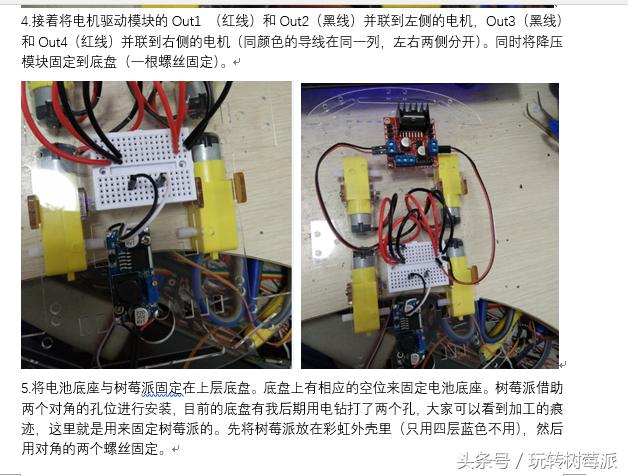 4.接着将电机驱动模块的 Out1 （红线）和 Out2（黑线）并联到左侧的电机，Out3（黑线）
和 Out4（红线）并联到右侧的电机（同颜色的导线在同一列，左右两侧分开）。同时将降压
模块固定到底盘（一根螺丝固定）。
5.将电池底座与树莓派固定在上层底盘。底盘上有相应的空位来固定电池底座。树莓派借助
两个对角的孔位进行安装，目前的底盘有我后期用电钻打了两个孔，大家可以看到加工的痕
迹，这里就是用来固定树莓派的。先将树莓派放在彩虹外壳里（只用四层蓝色不用），然后
用对角的两个螺丝固定。
头条号 / 玩转树莓派